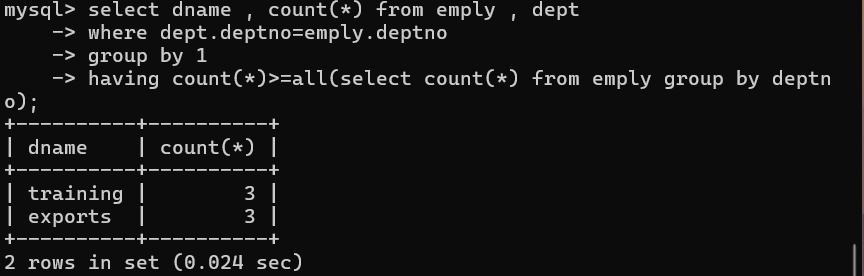 mysql> select dname , count(*) from emply , dept
    -> where dept.deptno=emply.deptno
    -> group by 1
    -> having count(*)>=all(select count(*) from emply group by deptn
o);
+----------+----------+
| dname    | count(*) |
+----------+----------+
| training |        3 |
| exports  |        3 |
+----------+----------+
2 rows in set (0.024 sec)